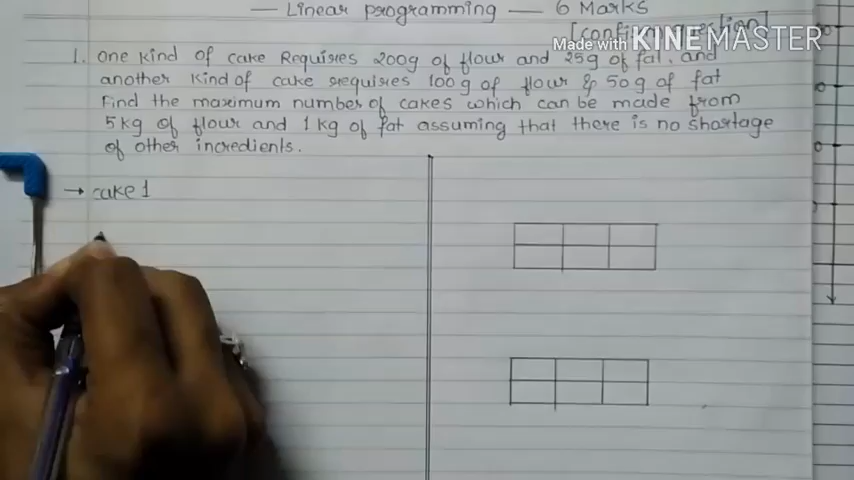 — Linear programming — 6 Marks
Made with KINEMASTER
1. One kind of cake Requires 200g of flour and 25g of fat, and
another kind of cake requires 100g of flour & 50g of fat
Find the maximum number of cakes which can be made from
5kg of flour and 1kg of fat assuming that there is no shortage
of other incredients.
→ cake 1